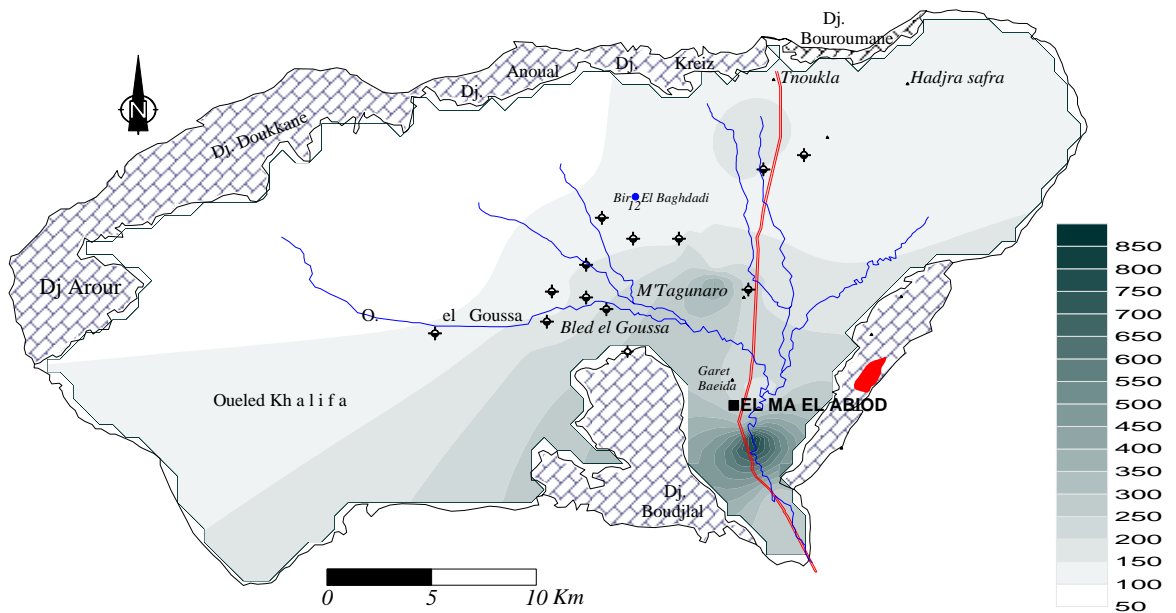 Dj.
Bouroumane
Dj.
Kreiz
Anoual
Dj.
Tnoukla
Hadjra safra
N
Dj. Doukkane
Bir El Baghdadi
12
Dj Arour
M'Tagunaro
O. el Goussa
Bled el Goussa
Garet
Baeida
Oueled Kh a l i f a
EL MA EL ABIOD
Dj.
Boudjlal
850
800
750
700
650
600
550
500
450
400
350
300
250
200
150
100
50
0 5 10 Km